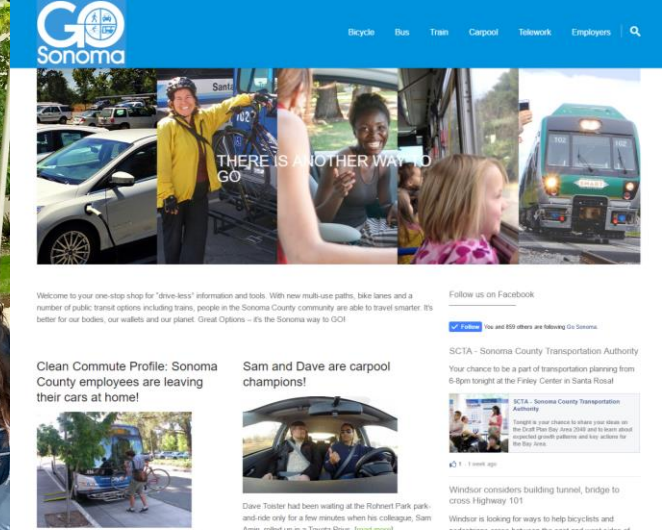 GO
Sonoma
Bicycle Bus Train Carpool Telework Employers
Santa
102
THERE IS ANOTHER WAY TO
GO
102 102
SMART
Welcome to your one-stop shop for "drive-less" information and tools. With new multi-use paths, bike lanes and a
number of public transit options including trains, people in the Sonoma County community are able to travel smarter. It's
better for our bodies, our wallets and our planet. Great Options – it's the Sonoma way to GO!
Clean Commute Profile: Sonoma
County employees are leaving
their cars at home!
Sam and Dave are carpool
champions!
Dave Toister had been waiting at the Rohnert Park park-
and-ride only for a few minutes when his colleague, Sam
rolled up in a Toyota
Follow us on Facebook
Follow You and 859 others are following Go Sonoma.
SCTA - Sonoma County Transportation Authority
Your chance to be a part of transportation planning from
6-8pm tonight at the Finley Center in Santa Rosa!
SCTA - Sonoma County Transportation
Authority
Tonight is your chance to share your ideas on
the Draft Plan Bay Area 2040 and to learn about
expected growth patterns and key actions for
the Bay Area.
1 · 1 week ago
Windsor considers building tunnel, bridge to
cross Highway 101
Windsor is looking for ways to help bicyclists and